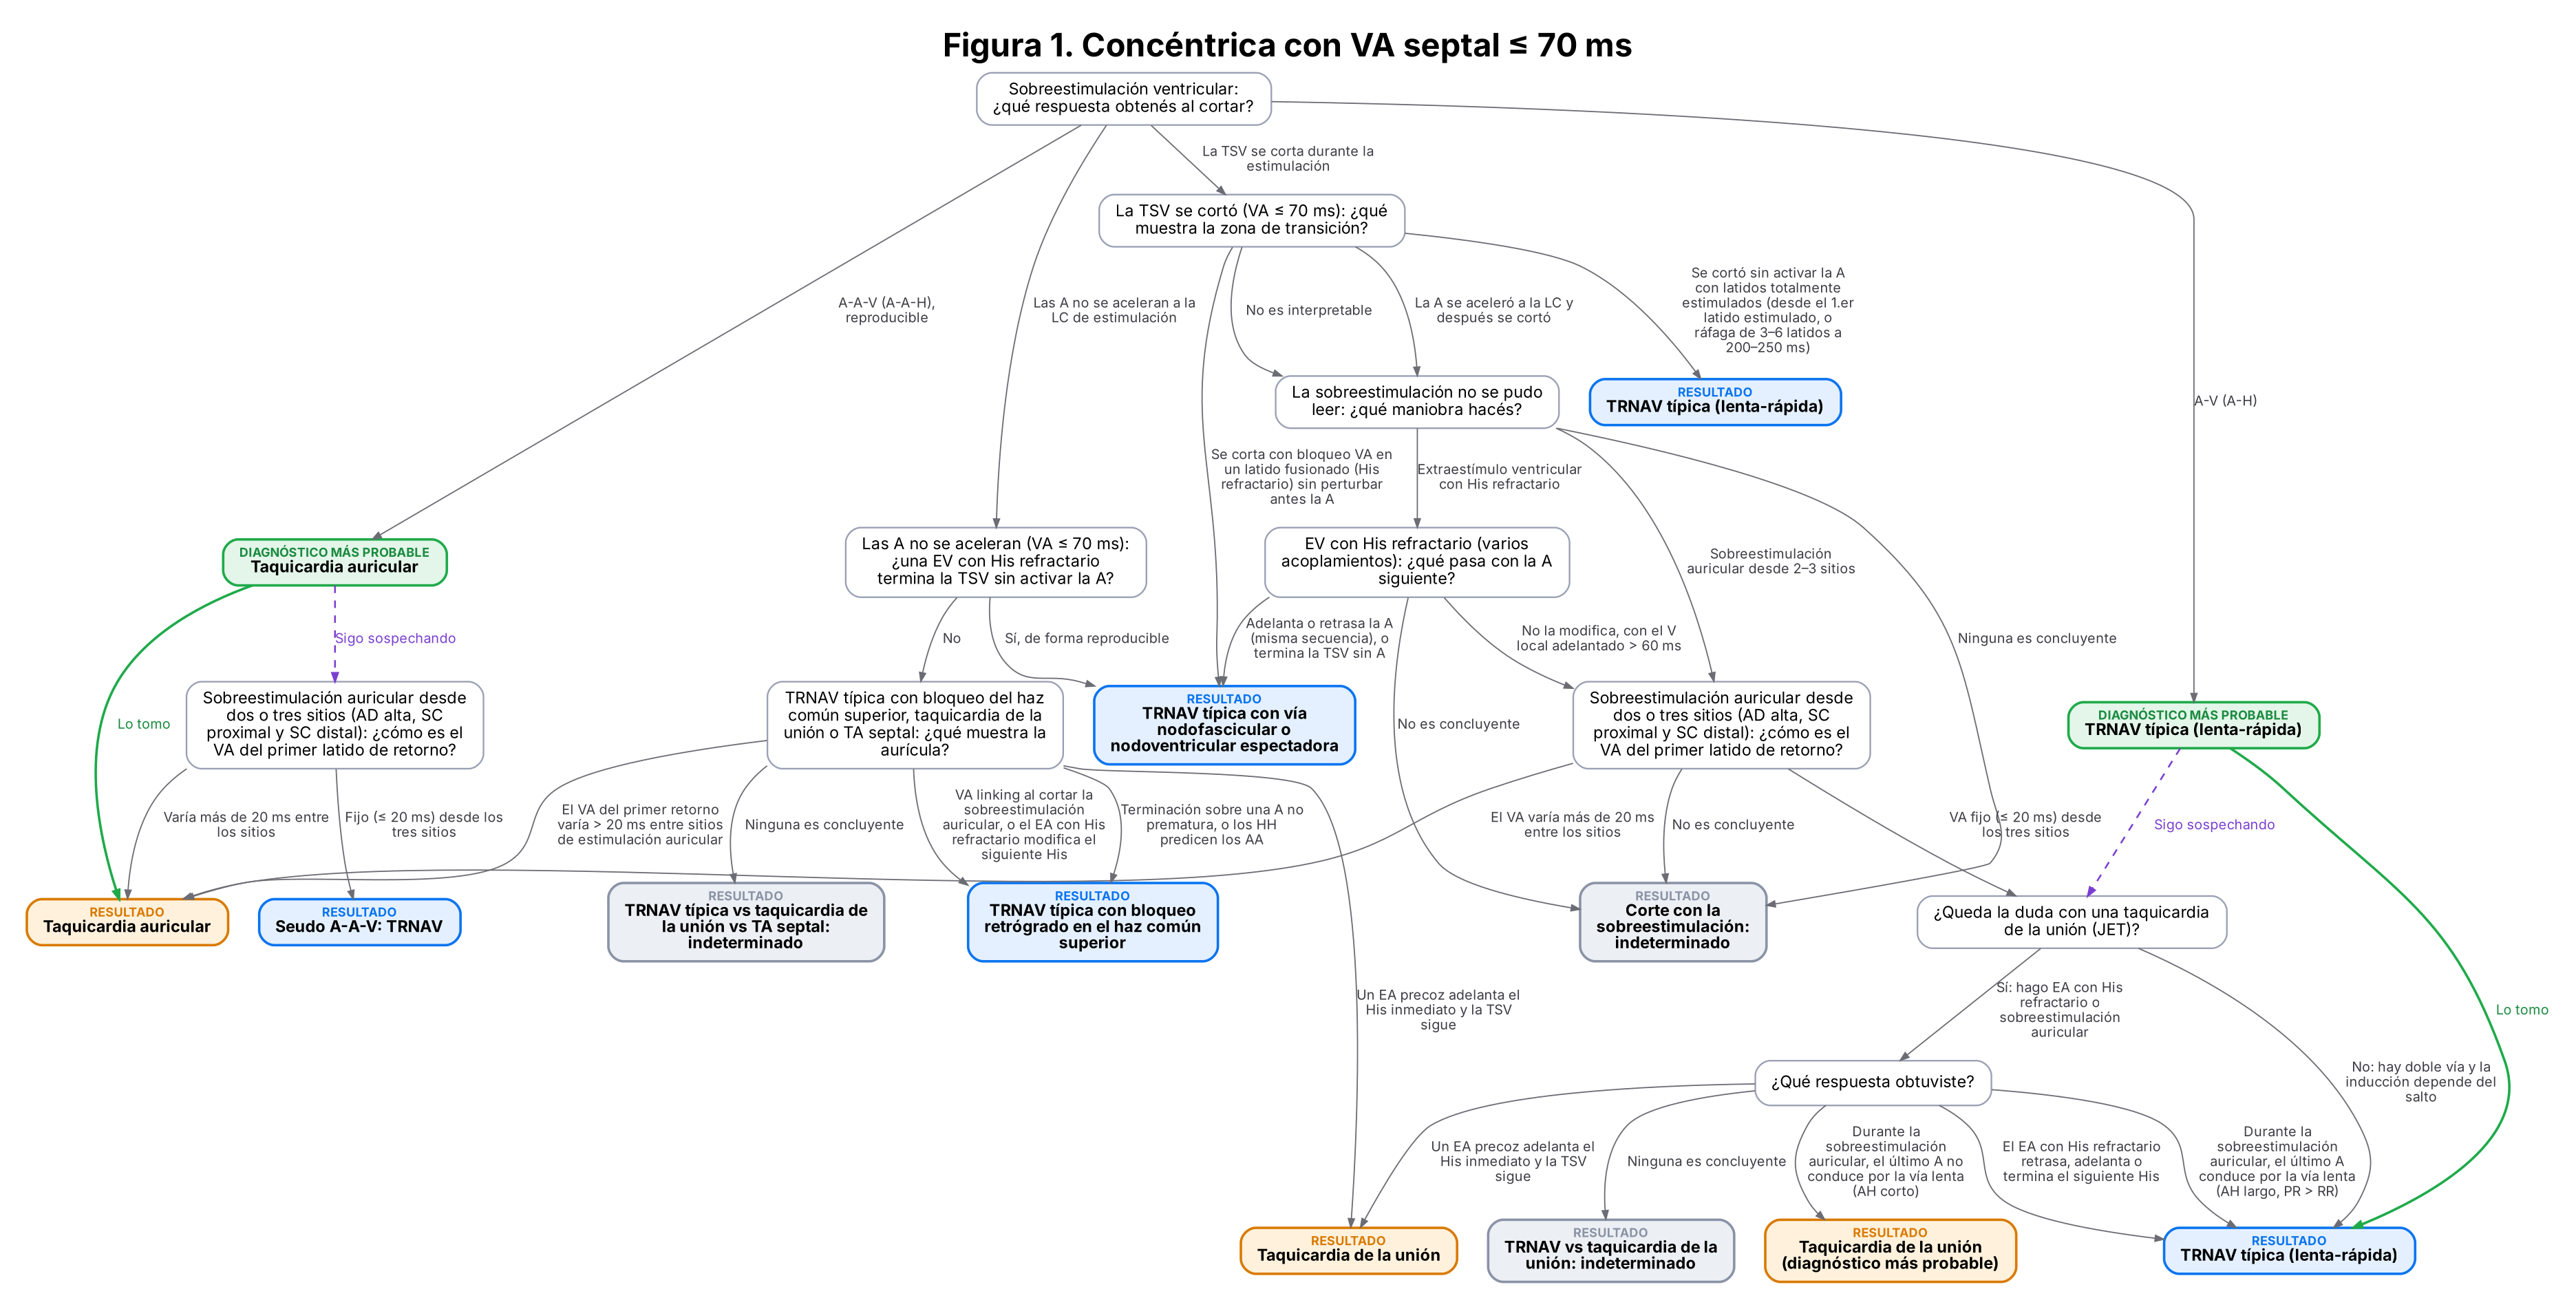 Figura 1. Concéntrica con VA septal ≤ 70 ms
Sobreestimulación ventricular:
¿qué respuesta obtenés al cortar?
La TSV se corta durante la
estimulación
La TSV se cortó (VA ≤ 70 ms): ¿qué
muestra la zona de transición?
A-A-V (A-A-H),
reproducible
Las A no se aceleran a la
LC de estimulación
No es interpretable
La A se aceleró a la LC y
después se cortó
Se cortó sin activar la A
con latidos totalmente
estimulados (desde el 1.er
latido estimulado, o
ráfaga de 3–6 latidos a
200–250 ms)
A-V (A-H)
La sobreestimulación no se pudo
leer: ¿qué maniobra hacés?
RESULTADO
TRNAV típica (lenta-rápida)
Se corta con bloqueo VA en
un latido fusionado (His
refractario) sin perturbar
antes la A
Extraestímulo ventricular
con His refractario
Sobreestimulación
auricular desde 2–3 sitios
Ninguna es concluyente
DIAGNÓSTICO MÁS PROBABLE
Taquicardia auricular
Las A no se aceleran (VA ≤ 70 ms):
¿una EV con His refractario
termina la TSV sin activar la A?
EV con His refractario (varios
acoplamientos): ¿qué pasa con la A
siguiente?
Sigo sospechando
Lo tomo
No
Sí, de forma reproducible
Adelanta o retrasa la A
(misma secuencia), o
termina la TSV sin A
No la modifica, con el V
local adelantado > 60 ms
No es concluyente
Sobreestimulación auricular desde
dos o tres sitios (AD alta, SC
proximal y SC distal): ¿cómo es el
VA del primer latido de retorno?
TRNAV típica con bloqueo del haz
común superior, taquicardia de la
unión o TA septal: ¿qué muestra la
aurícula?
RESULTADO
TRNAV típica con vía
nodofascicular o
nodoventricular espectadora
Sobreestimulación auricular desde
dos o tres sitios (AD alta, SC
proximal y SC distal): ¿cómo es el
VA del primer latido de retorno?
DIAGNÓSTICO MÁS PROBABLE
TRNAV típica (lenta-rápida)
Varía más de 20 ms entre
los sitios
Fijo (≤ 20 ms) desde los
tres sitios
El VA del primer retorno
varía > 20 ms entre sitios
de estimulación auricular
Ninguna es concluyente
VA linking al cortar la
sobreestimulación
auricular, o el EA con His
refractario modifica el
siguiente His
Terminación sobre una A no
prematura, o los HH
predicen los AA
El VA varía más de 20 ms
entre los sitios
No es concluyente
VA fijo (≤ 20 ms) desde
los tres sitios
Sigo sospechando
RESULTADO
Taquicardia auricular
RESULTADO
Seudo A-A-V: TRNAV
RESULTADO
TRNAV típica vs taquicardia de
la unión vs TA septal:
indeterminado
RESULTADO
TRNAV típica con bloqueo
retrógrado en el haz común
superior
RESULTADO
Corte con la
sobreestimulación:
indeterminado
¿Queda la duda con una taquicardia
de la unión (JET)?
Un EA precoz adelanta el
His inmediato y la TSV
sigue
Sí: hago EA con His
refractario o
sobreestimulación
auricular
Lo tomo
No: hay doble vía y la
inducción depende del
salto
¿Qué respuesta obtuviste?
Un EA precoz adelanta el
His inmediato y la TSV
sigue
Ninguna es concluyente
Durante la
sobreestimulación
auricular, el último A no
conduce por la vía lenta
(AH corto)
El EA con His refractario
retrasa, adelanta o
termina el siguiente His
Durante la
sobreestimulación
auricular, el último A
conduce por la vía lenta
(AH largo, PR > RR)
RESULTADO
Taquicardia de la unión
RESULTADO
TRNAV vs taquicardia de la
unión: indeterminado
RESULTADO
Taquicardia de la unión
(diagnóstico más probable)
RESULTADO
TRNAV típica (lenta-rápida)